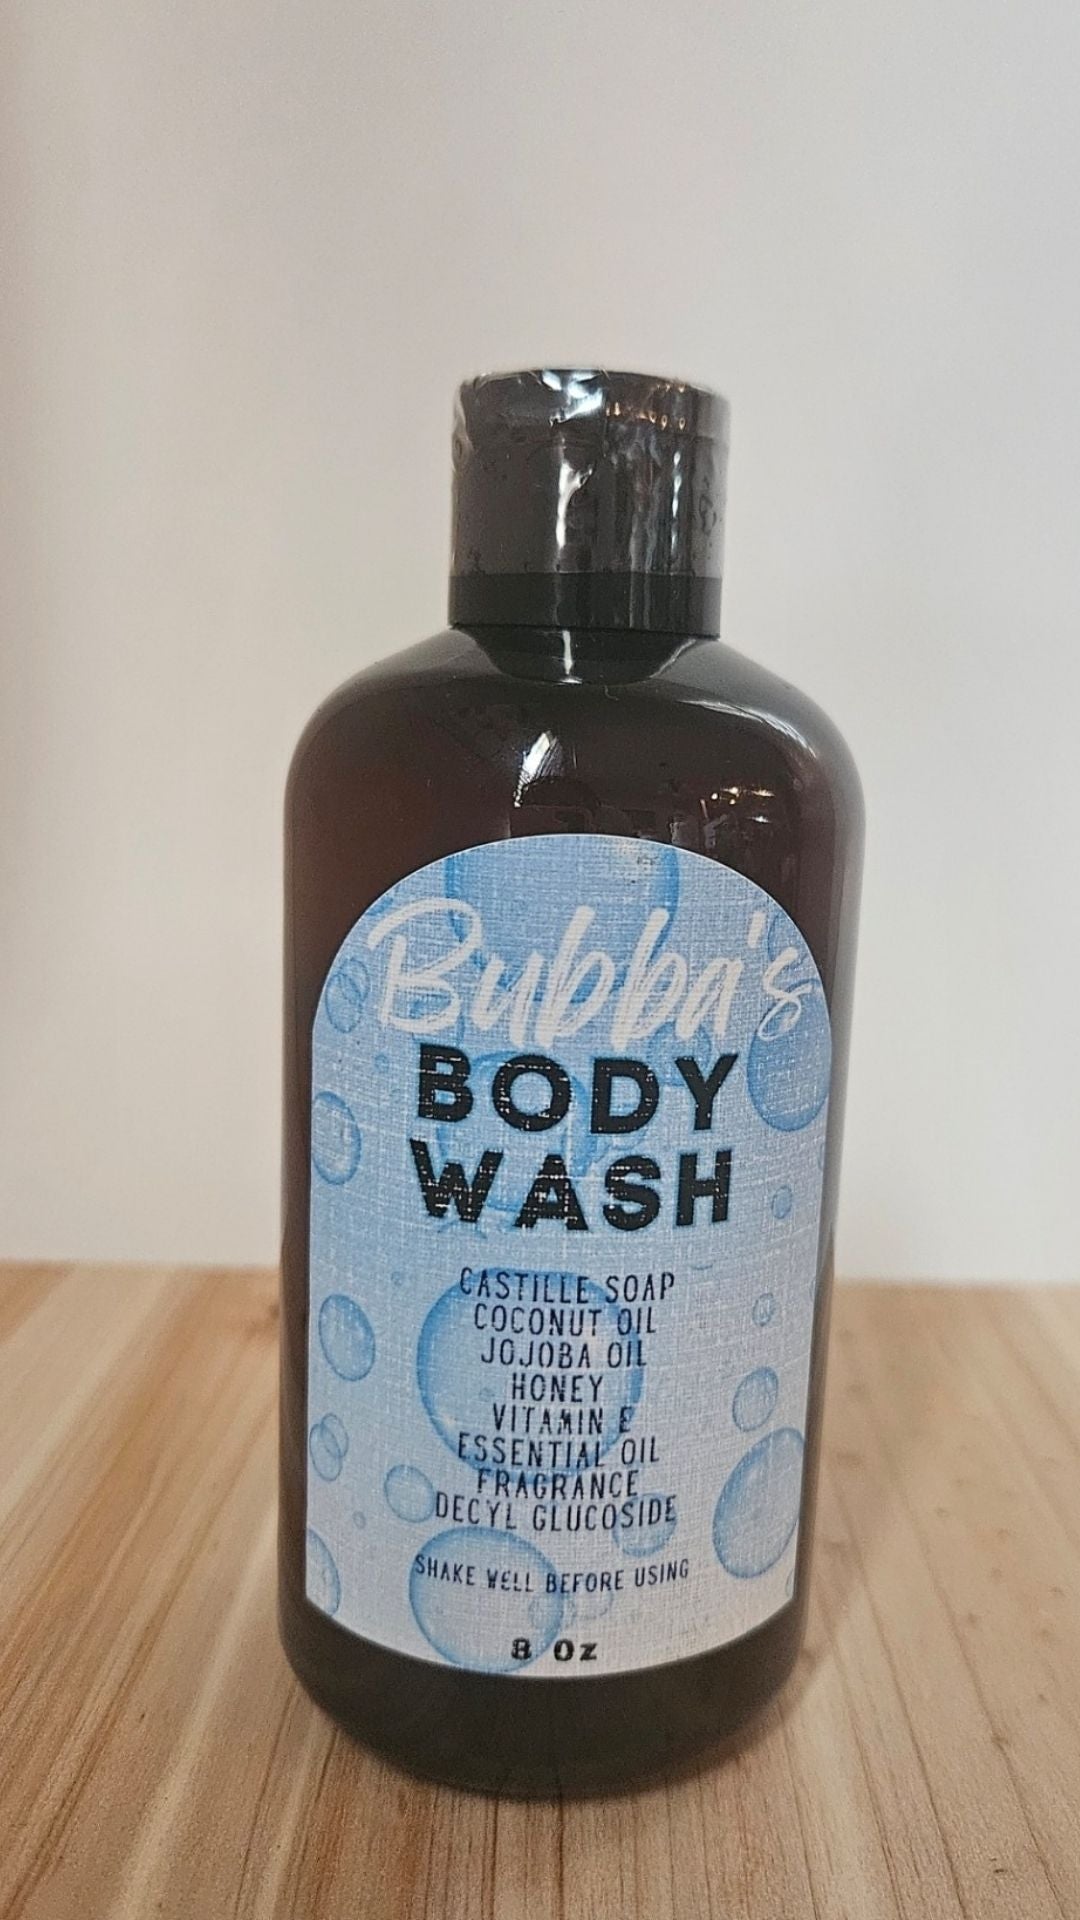 Bubba's
BODY
WASH
CASTILLE SOAP
COCONUT OIL
JOJOBA OIL
HONEY
VITAMIN E
ESSENTIAL OIL
FRAGRANCE
DECYL GLUCOSIDE
SHAKE WELL BEFORE USING
8 Oz